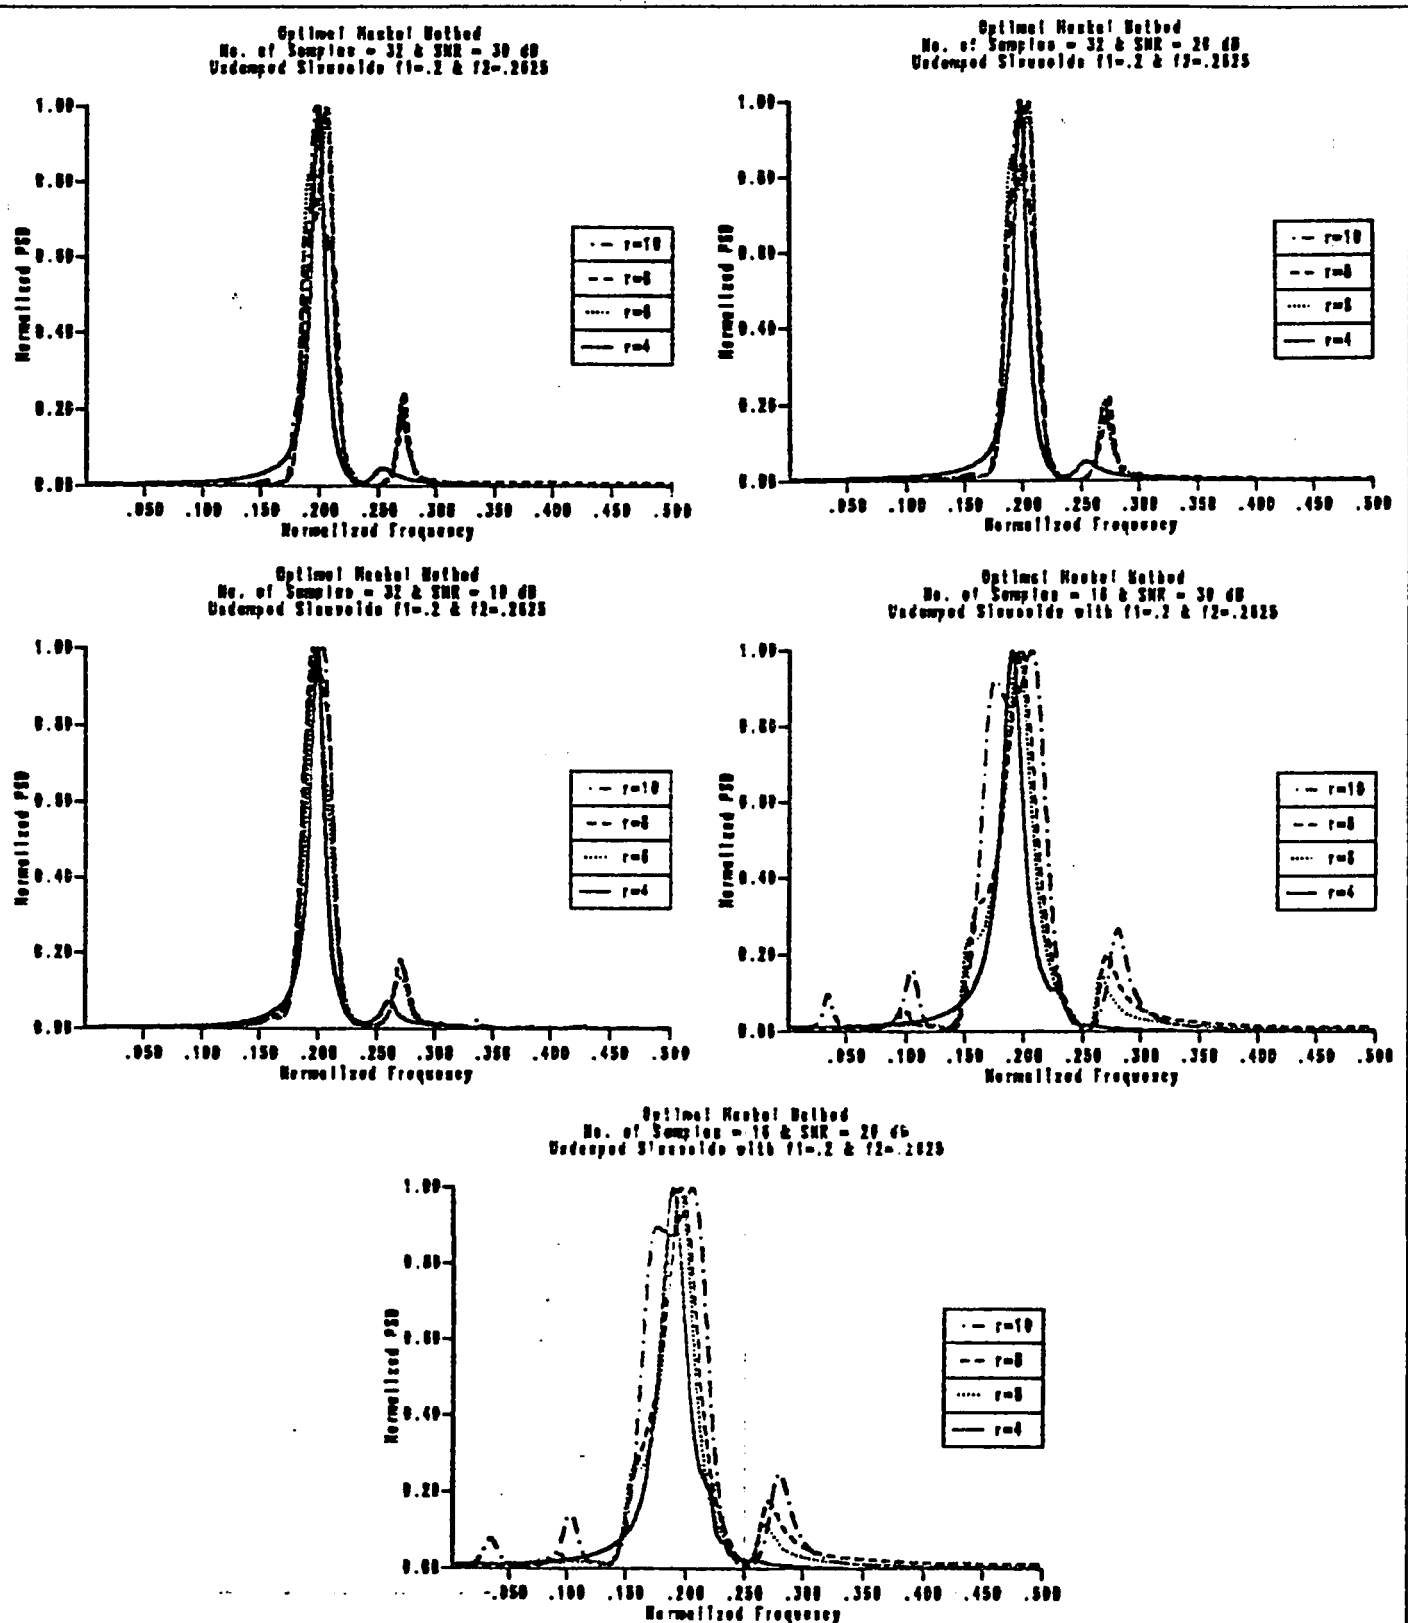 Optimal Hankel Method
No. of Samples = 32 & SNR = 30 dB
Undamped Sinusoids f1=.2 & f2=.2625
1.00
0.80
0.60
0.40
0.20
0.00
Normalized PSD
.050 .100 .150 .200 .250 .300 .350 .400 .450 .500
Normalized Frequency
r=10
r=8
r=6
r=4
Optimal Hankel Method
No. of Samples = 32 & SNR = 20 dB
Undamped Sinusoids f1=.2 & f2=.2625
1.00
0.80
0.60
0.40
0.20
0.00
Normalized PSD
.050 .100 .150 .200 .250 .300 .350 .400 .450 .500
Normalized Frequency
r=10
r=8
r=6
r=4
Optimal Hankel Method
No. of Samples = 32 & SNR = 10 dB
Undamped Sinusoids f1=.2 & f2=.2625
1.00
0.80
0.60
0.40
0.20
0.00
Normalized PSD
.050 .100 .150 .200 .250 .300 .350 .400 .450 .500
Normalized Frequency
r=10
r=8
r=6
r=4
Optimal Hankel Method
No. of Samples = 16 & SNR = 30 dB
Undamped Sinusoids with f1=.2 & f2=.2625
1.00
0.80
0.60
0.40
0.20
0.00
Normalized PSD
.050 .100 .150 .200 .250 .300 .350 .400 .450 .500
Normalized Frequency
r=10
r=8
r=6
r=4
Optimal Hankel Method
No. of Samples = 16 & SNR = 20 dB
Undamped Sinusoids with f1=.2 & f2=.2625
1.00
0.80
0.60
0.40
0.20
0.00
Normalized PSD
.050 .100 .150 .200 .250 .300 .350 .400 .450 .500
Normalized Frequency
r=10
r=8
r=6
r=4